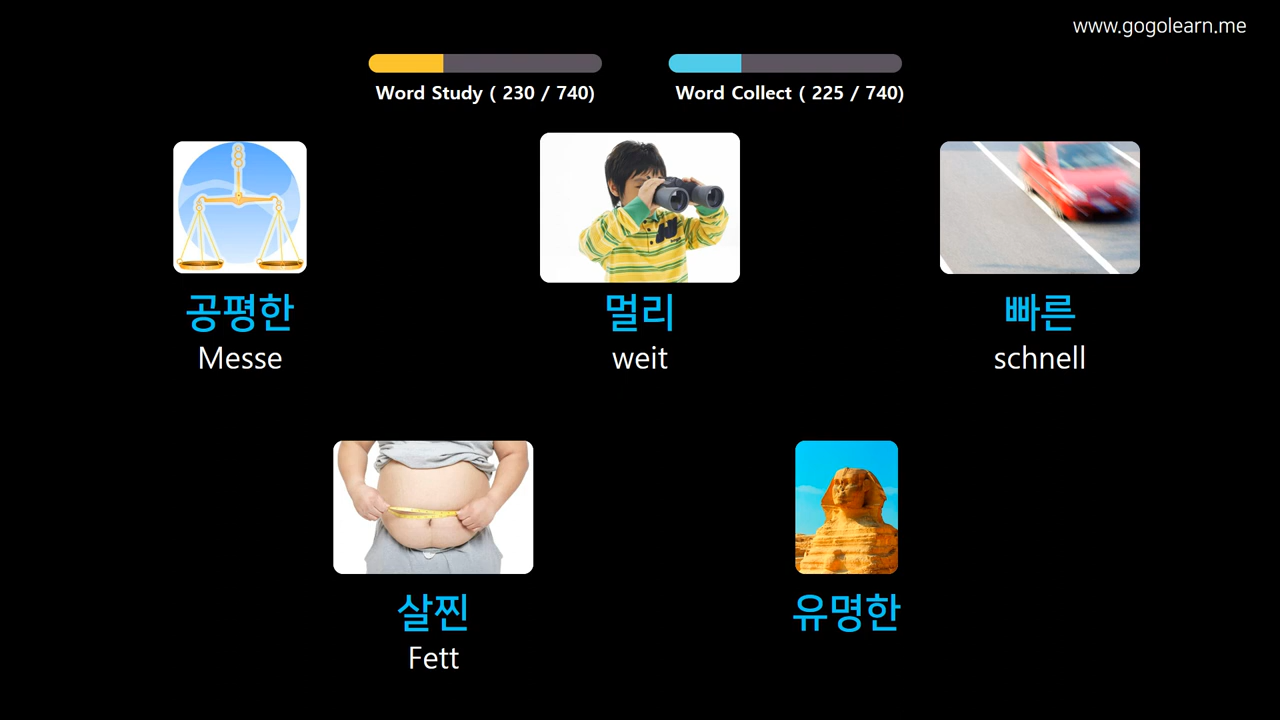 www.gogolearn.me
Word Study ( 230 / 740)
Word Collect ( 225 / 740)
공평한
Messe
멀리
weit
빠른
schnell
살찐
Fett
유명한